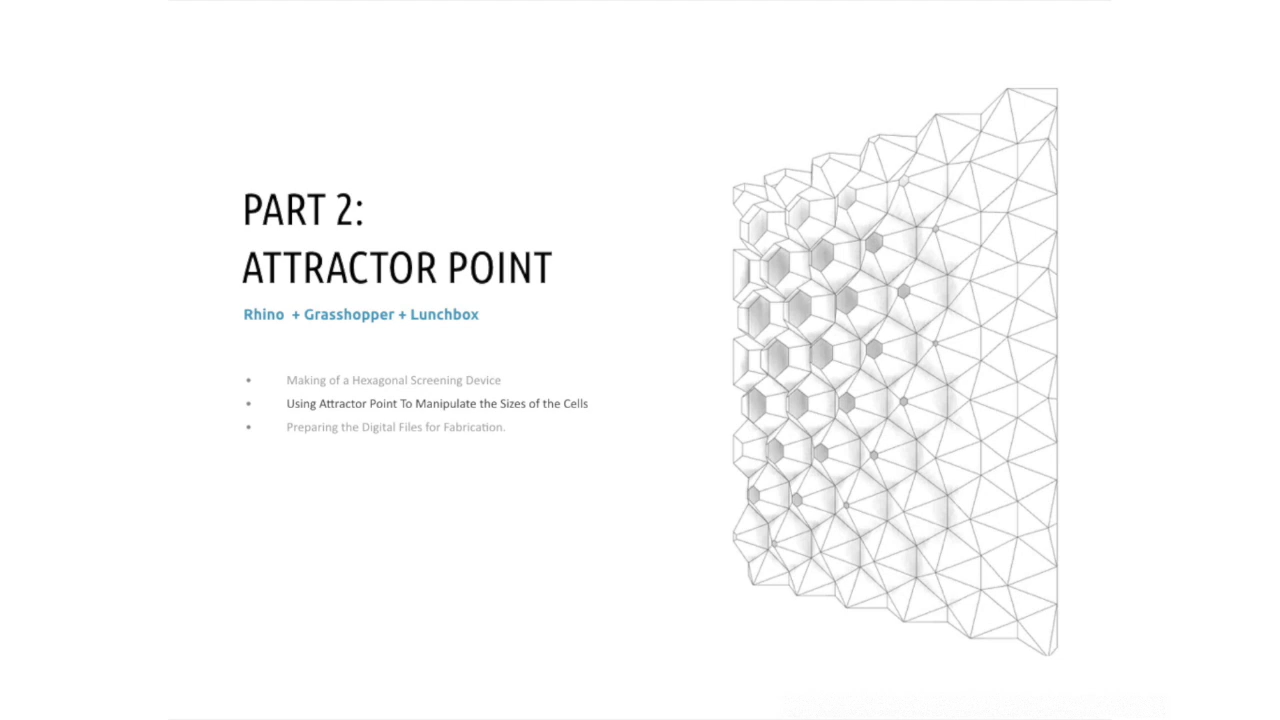 PART 2:
ATTRACTOR POINT
Rhino + Grasshopper + Lunchbox
• Making of a Hexagonal Screening Device
• Using Attractor Point To Manipulate the Sizes of the Cells
• Preparing the Digital Files for Fabrication.